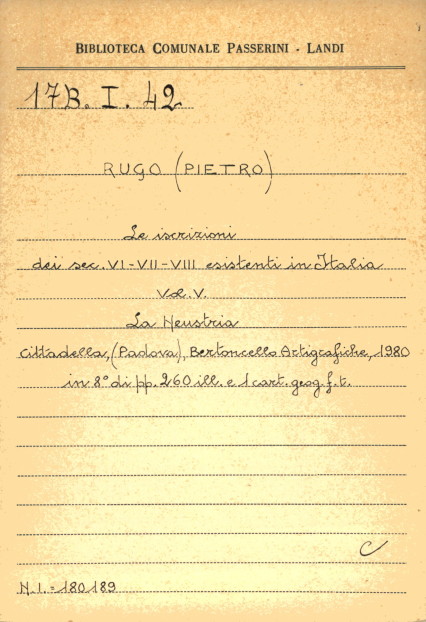 BIBLIOTECA COMUNALE PASSERINI - LANDI
17B. I. 42
RUGO (PIETRO)
Le iscrizioni
dei sec. VI-VII-VIII esistenti in Italia
Vol. V.
La Neustria
Cittadella, (Padova), Bertoncello Artigrafiche, 1980
in 8° di pp. 260 ill. e 1 cart. geog. f. t.
C
N.I. = 180189